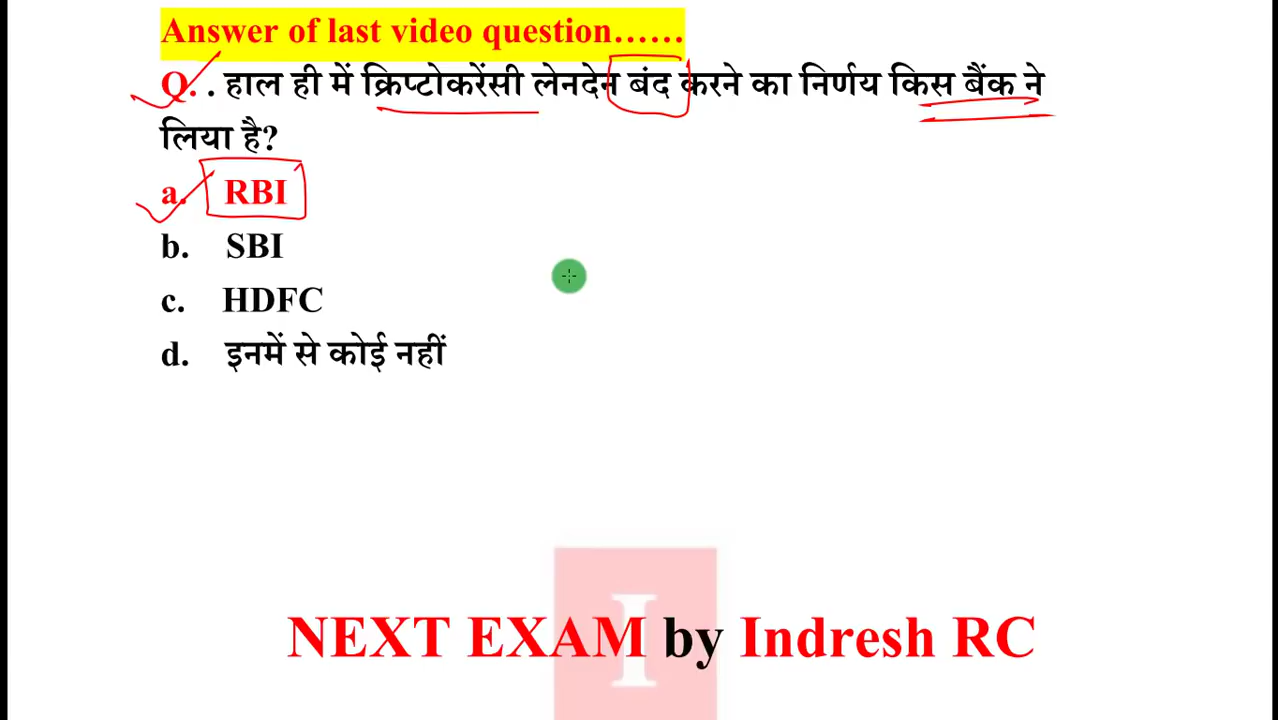 Answer of last video question......
Q. . हाल ही में क्रिप्टोकरेंसी लेनदेन बंद करने का निर्णय किस बैंक ने
लिया है?
a. RBI
b. SBI
c. HDFC
d. इनमें से कोई नहीं
I
NEXT EXAM by Indresh RC